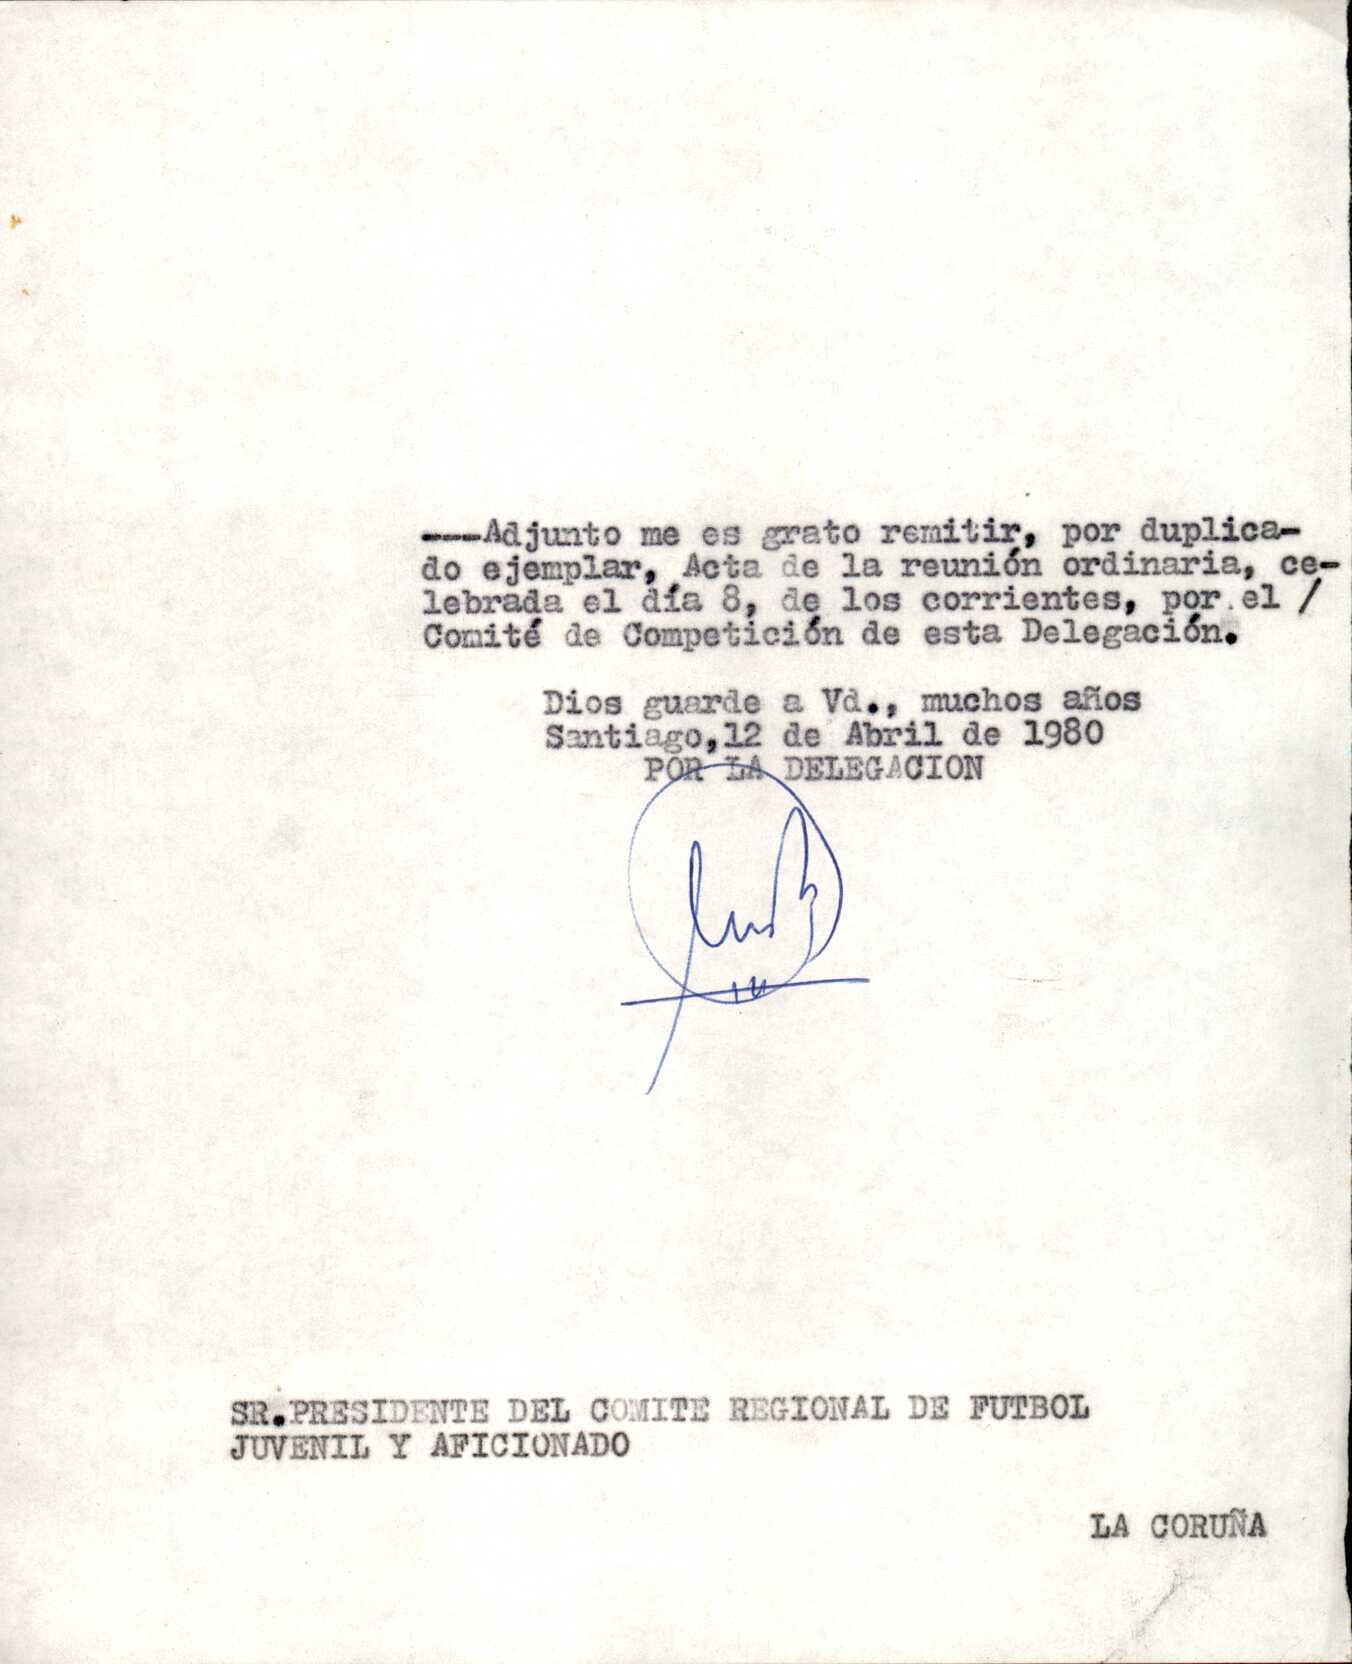 ---Adjunto me es grato remitir, por duplica-
do ejemplar, Acta de la reunión ordinaria, ce-
lebrada el día 8, de los corrientes, por el /
Comité de Competición de esta Delegación.
Dios guarde a Vd., muchos años
Santiago,12 de Abril de 1980
POR LA DELEGACION
SR.PRESIDENTE DEL COMITE REGIONAL DE FUTBOL
JUVENIL Y AFICIONADO
LA CORUÑA